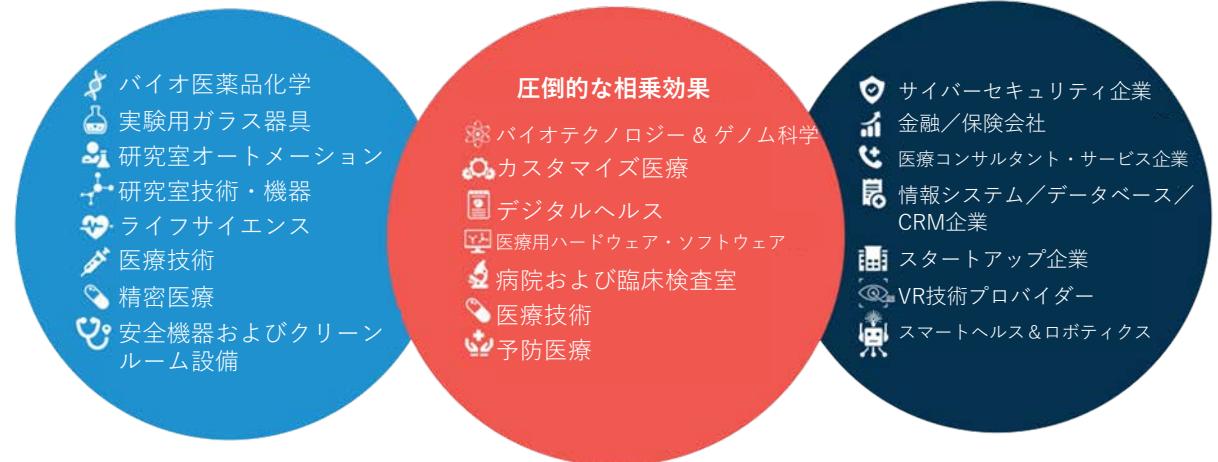 バイオ医薬品化学
実験用ガラス器具
研究室オートメーション
研究室技術・機器
ライフサイエンス
医療技術
精密医療
安全機器およびクリーン
ルーム設備
圧倒的な相乗効果
バイオテクノロジー & ゲノム科学
カスタマイズ医療
デジタルヘルス
医療用ハードウェア・ソフトウェア
病院および臨床検査室
医療技術
予防医療
サイバーセキュリティ企業
金融／保険会社
医療コンサルタント・サービス企業
情報システム／データベース／
CRM企業
スタートアップ企業
VR技術プロバイダー
スマートヘルス＆ロボティクス